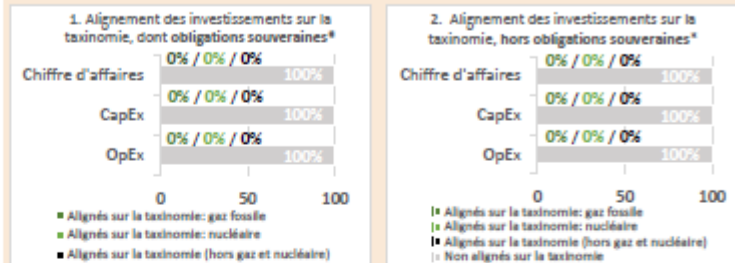 1. Alignement des investissements sur la
taxinomie, dont obligations souveraines*
0% / 0% / 0%
Chiffre d'affaires
100%
0% / 0% / 0%
CapEx
100%
0% / 0% / 0%
OpEx
100%
0 50 100
Alignés sur la taxinomie: gaz fossile
Alignés sur la taxinomie: nucléaire
Alignés sur la taxinomie (hors gaz et nucléaire)
2. Alignement des investissements sur la
taxinomie, hors obligations souveraines*
0% / 0% / 0%
Chiffre d'affaires
100%
0% / 0% / 0%
CapEx
100%
0% / 0% / 0%
OpEx
100%
0 50 100
Alignés sur la taxinomie: gaz fossile
Alignés sur la taxinomie: nucléaire
Alignés sur la taxinomie (hors gaz et nucléaire)
Non alignés sur la taxinomie